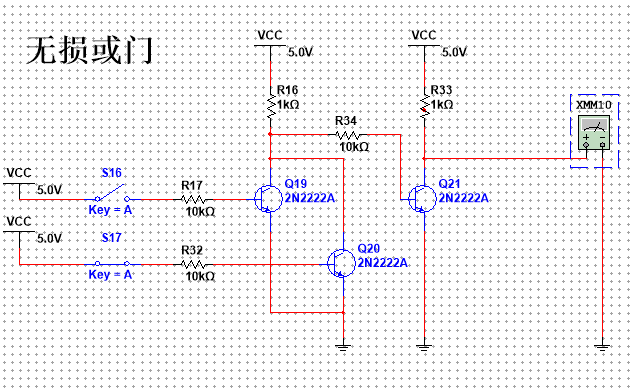 无损或门
VCC
5.0V
VCC
5.0V
R16
1kΩ
R33
1kΩ
XMM10
R34
10kΩ
VCC
5.0V
S16
Key = A
R17
10kΩ
Q19
2N2222A
Q21
2N2222A
VCC
5.0V
S17
Key = A
R32
10kΩ
Q20
2N2222A